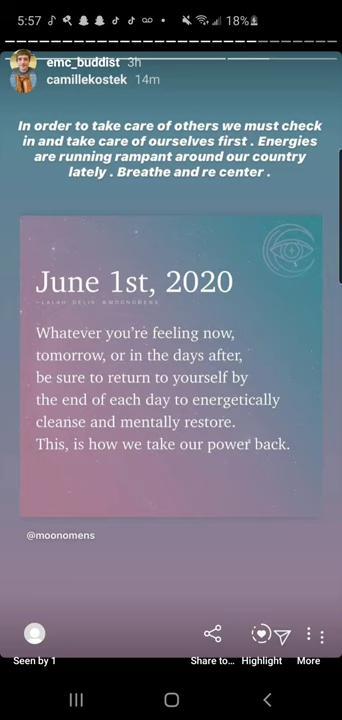 5:57
18%
emc_buddist 3h
camillekostek 14m
In order to take care of others we must check
in and take care of ourselves first . Energies
are running rampant around our country
lately . Breathe and re center .
June 1st, 2020
~LALAH DELIA @MOONOMENS
Whatever you're feeling now,
tomorrow, or in the days after,
be sure to return to yourself by
the end of each day to energetically
cleanse and mentally restore.
This, is how we take our power back.
@moonomens
Seen by 1
Share to...
Highlight
More